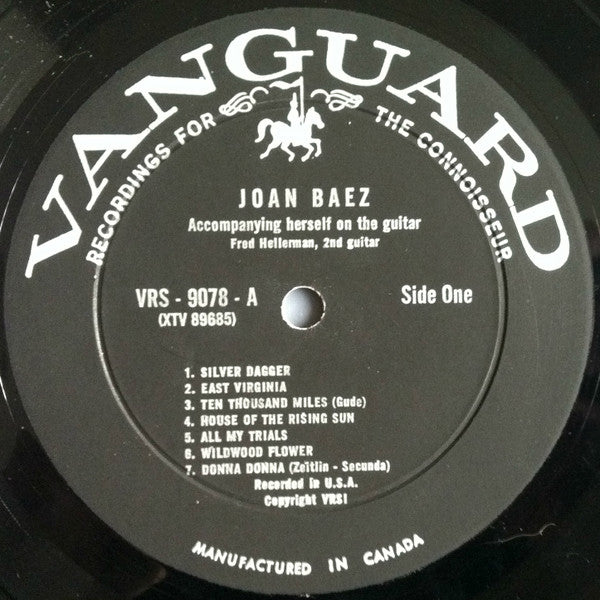 VANGUARD
RECORDINGS FOR THE CONNOISSEUR
JOAN BAEZ
Accompanying herself on the guitar
Fred Hellerman, 2nd guitar
VRS - 9078 - A Side One
(XTV 89685)
1. SILVER DAGGER
2. EAST VIRGINIA
3. TEN THOUSAND MILES (Gude)
4. HOUSE OF THE RISING SUN
5. ALL MY TRIALS
6. WILDWOOD FLOWER
7. DONNA DONNA (Zeitlin - Secunda)
Recorded in U.S.A.
Copyright VRSI
MANUFACTURED IN CANADA